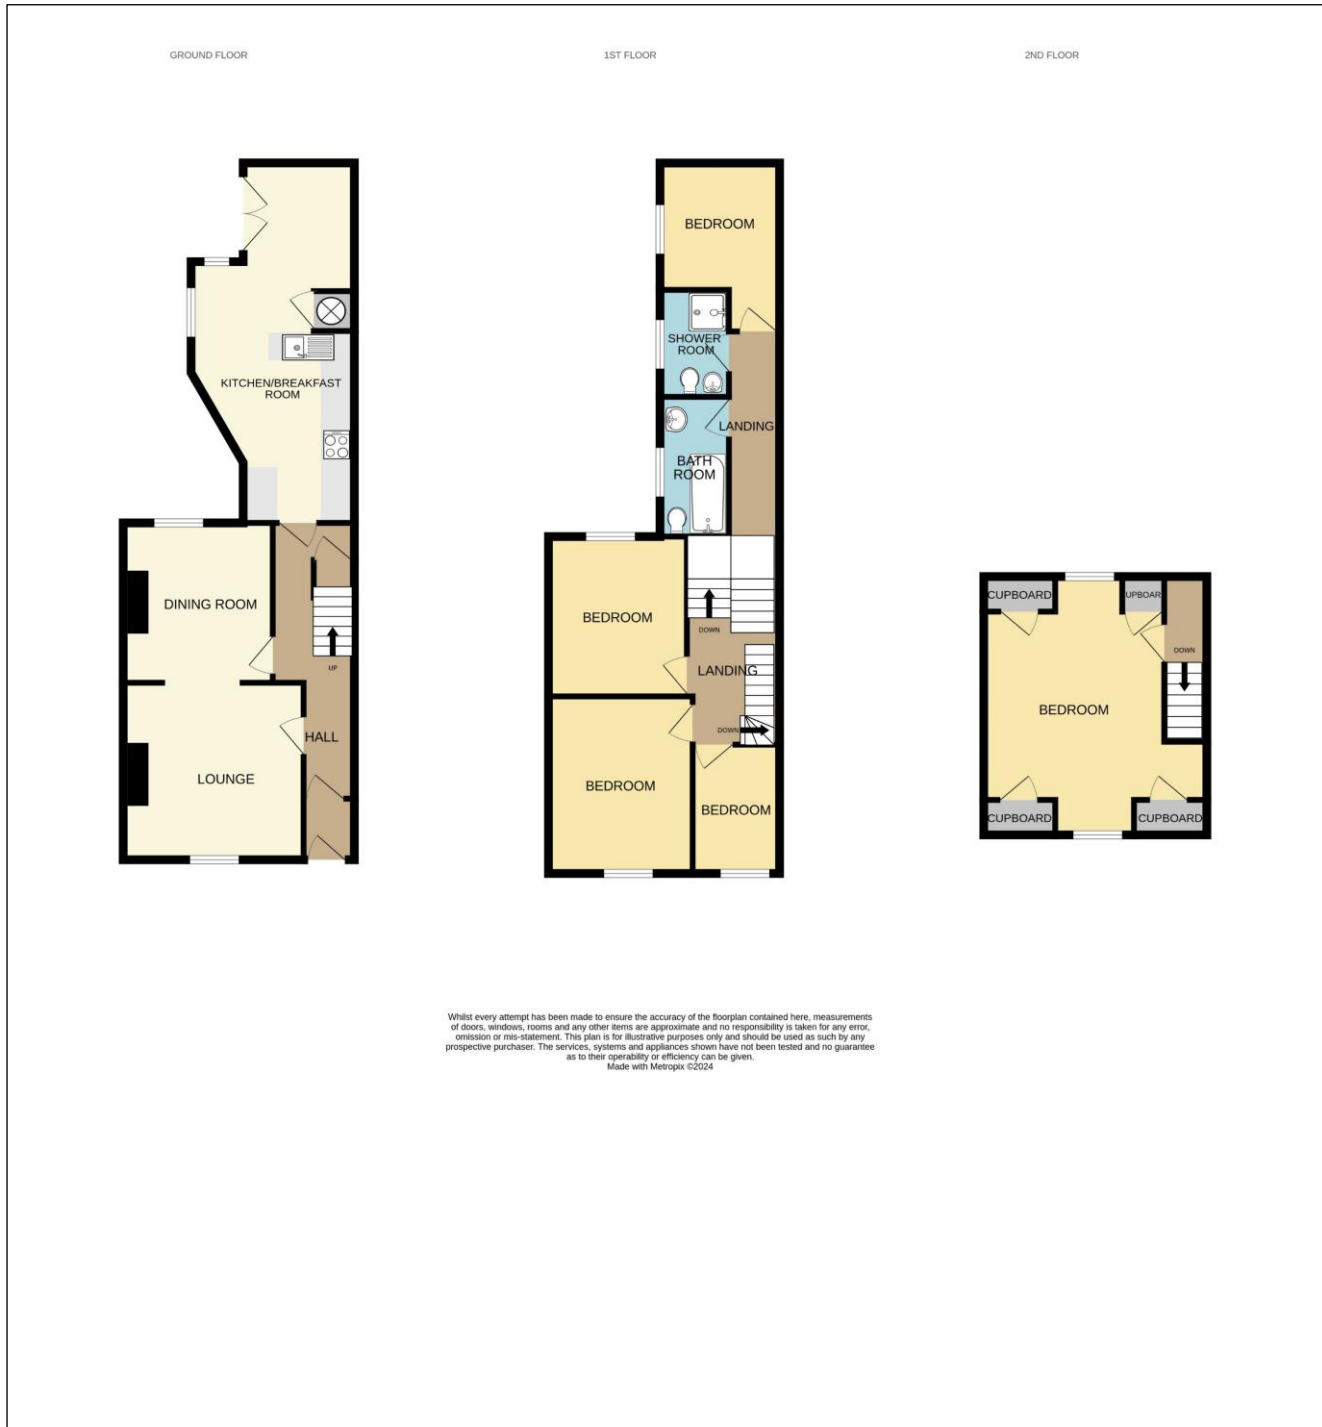 GROUND FLOOR
1ST FLOOR
2ND FLOOR
KITCHEN/BREAKFAST
ROOM
DINING ROOM
UP
HALL
LOUNGE
BEDROOM
SHOWER
ROOM
LANDING
BATH
ROOM
BEDROOM
DOWN
LANDING
DOWN
BEDROOM
BEDROOM
CUPBOARD
UPBOAR
DOWN
BEDROOM
CUPBOARD
CUPBOARD
Whilst every attempt has been made to ensure the accuracy of the floorplan contained here, measurements
of doors, windows, rooms and any other items are approximate and no responsibility is taken for any error,
omission or mis-statement. This plan is for illustrative purposes only and should be used as such by any
prospective purchaser. The services, systems and appliances shown have not been tested and no guarantee
as to their operability or efficiency can be given.
Made with Metropix ©2024